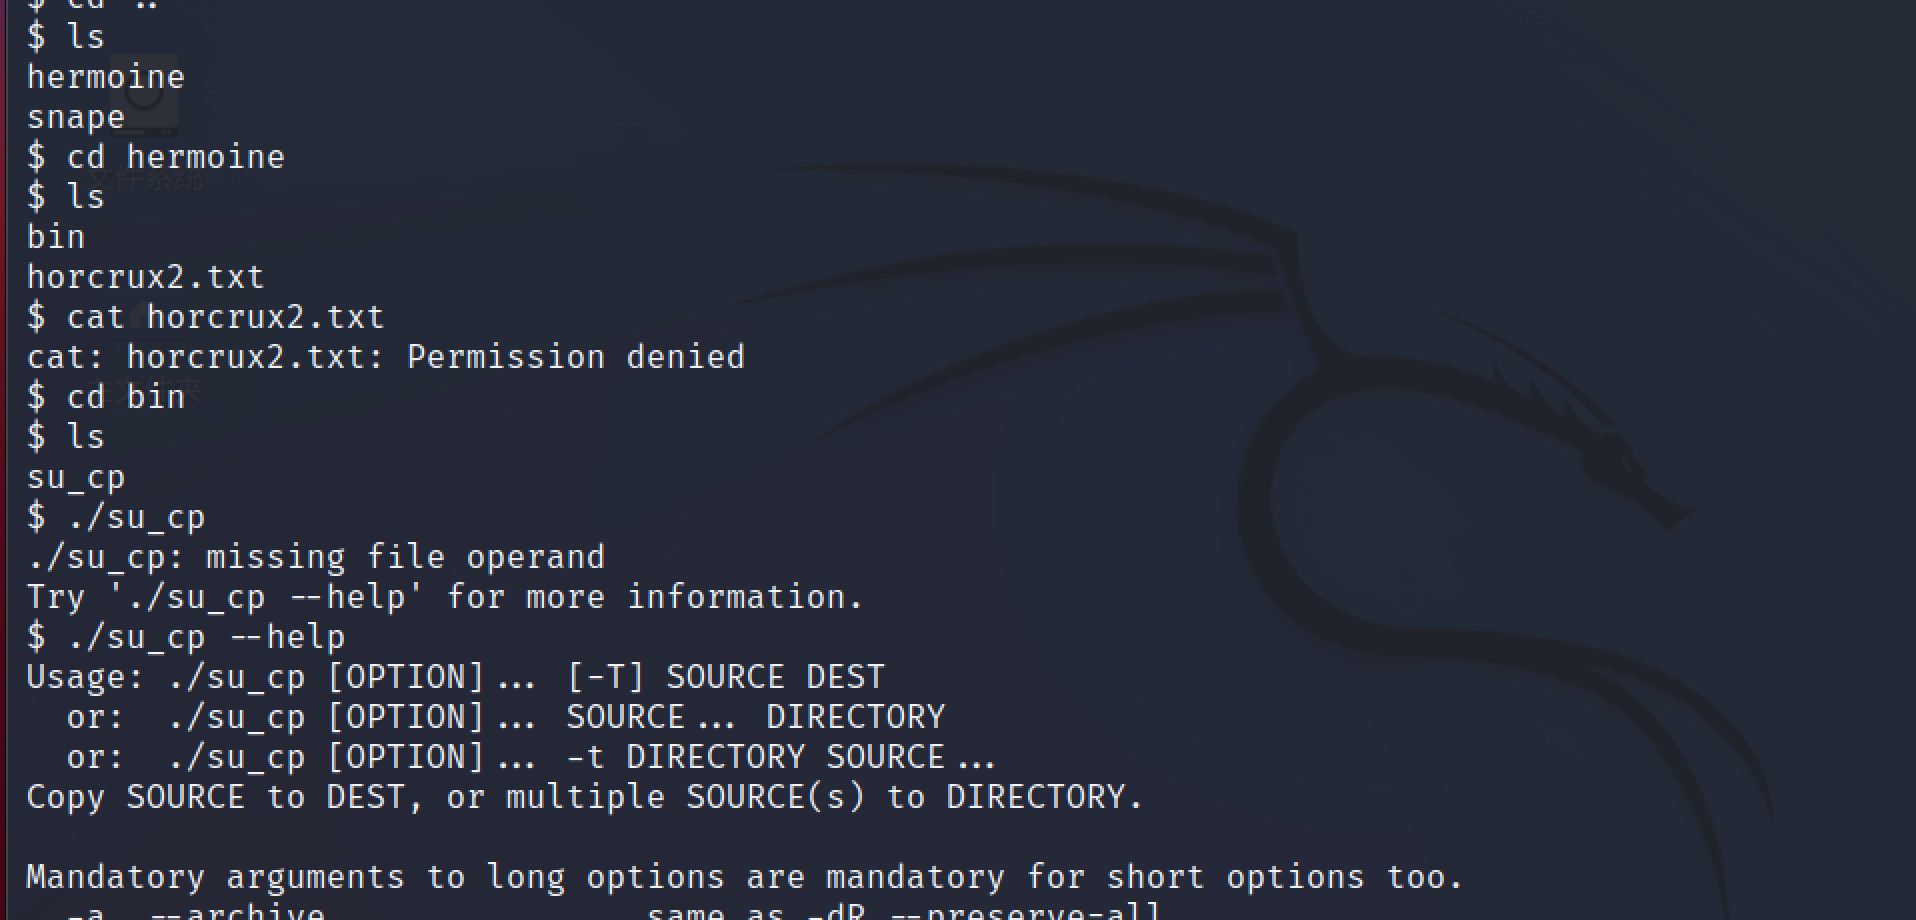 $ cd ..
$ ls
hermoine
snape
$ cd hermoine
文件系统
$ ls
bin
horcrux2.txt
$ cat horcrux2.txt
cat: horcrux2.txt: Permission denied
$ cd bin
$ ls
su_cp
$ ./su_cp
./su_cp: missing file operand
Try './su_cp --help' for more information.
$ ./su_cp --help
Usage: ./su_cp [OPTION]... [-T] SOURCE DEST
  or:  ./su_cp [OPTION]... SOURCE... DIRECTORY
  or:  ./su_cp [OPTION]... -t DIRECTORY SOURCE...
Copy SOURCE to DEST, or multiple SOURCE(s) to DIRECTORY.

Mandatory arguments to long options are mandatory for short options too.
  -a, --archive                same as -dR --preserve=all